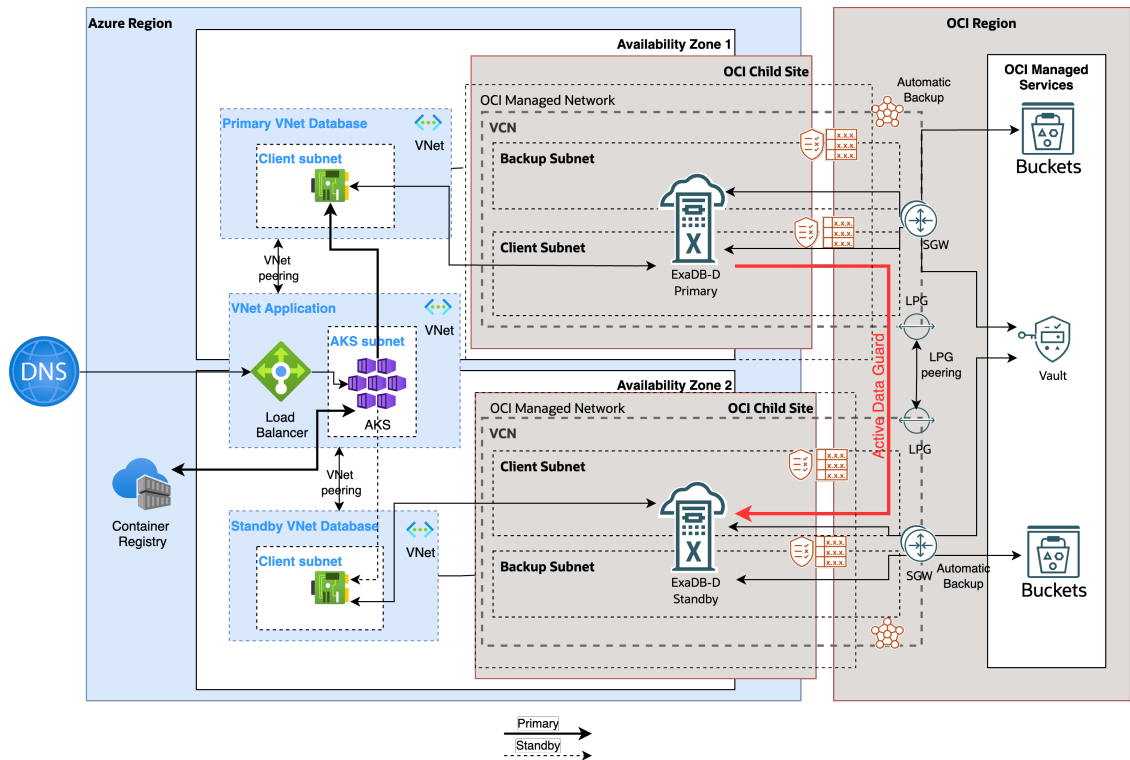 Azure Region
OCI Region
Availability Zone 1
OCI Child Site
OCI Managed
Services
Automatic
Backup
OCI Managed Network
VCN
Primary VNet Database
VNet
Client subnet
Backup Subnet
x.x.x.
x.x.x.
x.x.x.
Buckets
Client Subnet
x.x.x.
x.x.x.
x.x.x.
SGW
X
ExaDB-D
Primary
VNet
peering
VNet Application
VNet
AKS subnet
LPG
LPG
peering
Vault
DNS
Load
Balancer
AKS
Availability Zone 2
OCI Managed Network
OCI Child Site
VCN
Active Data Guard
LPG
Client Subnet
x.x.x.
x.x.x.
x.x.x.
VNet
peering
Container
Registry
Standby VNet Database
VNet
Client subnet
X
Backup Subnet
x.x.x.
x.x.x.
x.x.x.
ExaDB-D
Standby
SGW
Automatic
Backup
Buckets
Primary
Standby